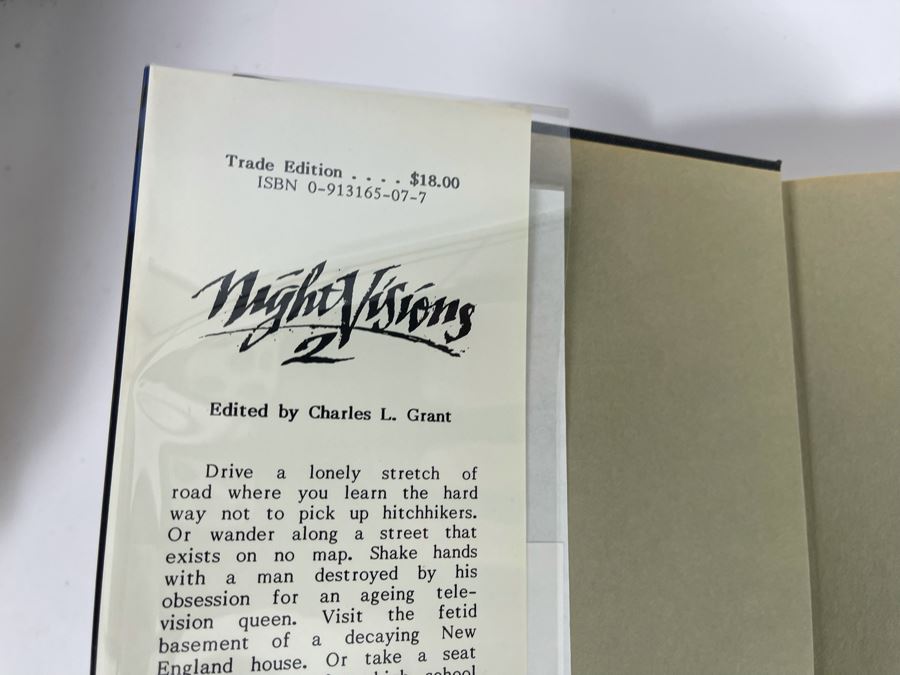 Trade Edition . . . . $18.00
ISBN 0-913165-07-7
Night Visions
2
Edited by Charles L. Grant
Drive a lonely stretch of
road where you learn the hard
way not to pick up hitchhikers.
Or wander along a street that
exists on no map. Shake hands
with a man destroyed by his
obsession for an ageing tele-
vision queen. Visit the fetid
basement of a decaying New
England house. Or take a seat
high school